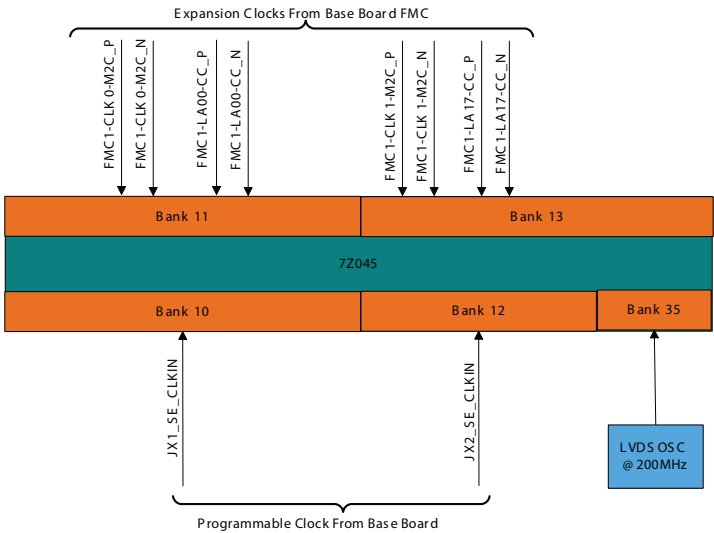 Expansion Clocks From Base Board FMC
FMC1-CLK0-M2C_P
FMC1-CLK0-M2C_N
FMC1-LA00-CC_P
FMC1-LA00-CC_N
FMC1-CLK1-M2C_P
FMC1-CLK1-M2C_N
FMC1-LA17-CC_P
FMC1-LA17-CC_N
Bank 11
Bank 13
7Z045
Bank 10
Bank 12
Bank 35
JX1_SE_CLKIN
JX2_SE_CLKIN
LVDS OSC
@ 200MHz
Programmable Clock From Base Board